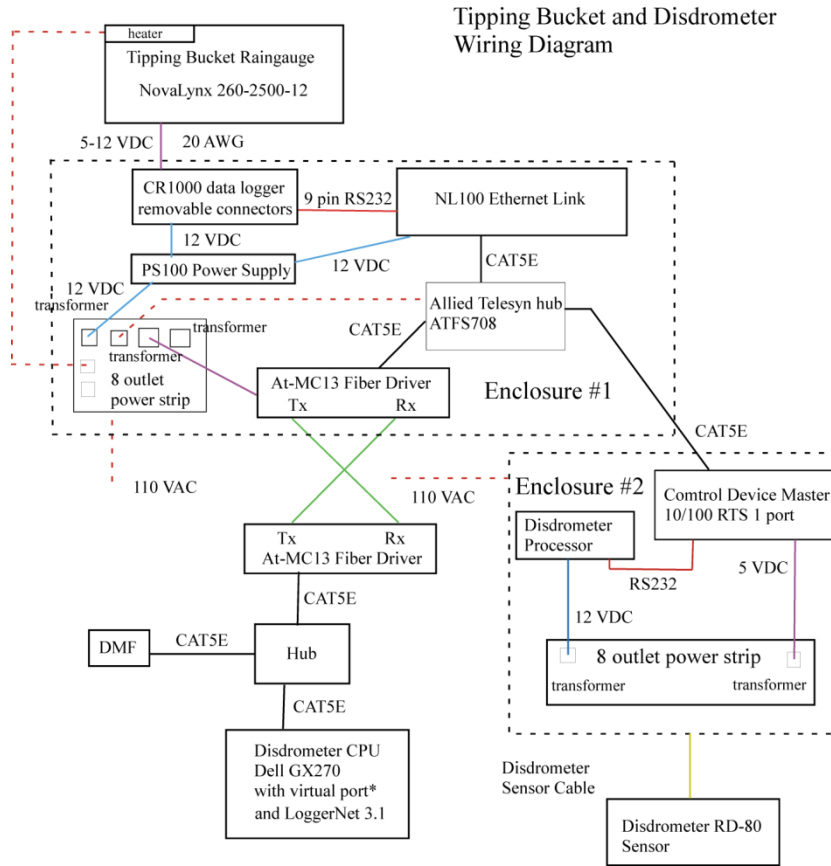 Tipping Bucket and Disdrometer
Wiring Diagram
heater
Tipping Bucket Raingauge
NovaLynx 260-2500-12
5-12 VDC
20 AWG
CR1000 data logger
removable connectors
9 pin RS232
NL100 Ethernet Link
12 VDC
PS100 Power Supply
12 VDC
CAT5E
12 VDC
transformer
transformer
transformer
8 outlet
power strip
CAT5E
Allied Telesyn hub
ATFS708
At-MC13 Fiber Driver
Tx
Rx
Enclosure #1
CAT5E
110 VAC
110 VAC
Enclosure #2
Comtrol Device Master
10/100 RTS 1 port
Disdrometer
Processor
RS232
5 VDC
12 VDC
8 outlet power strip
transformer
transformer
Tx
Rx
At-MC13 Fiber Driver
CAT5E
DMF
CAT5E
Hub
CAT5E
Disdrometer CPU
Dell GX270
with virtual port*
and LoggerNet 3.1
Disdrometer
Sensor Cable
Disdrometer RD-80
Sensor